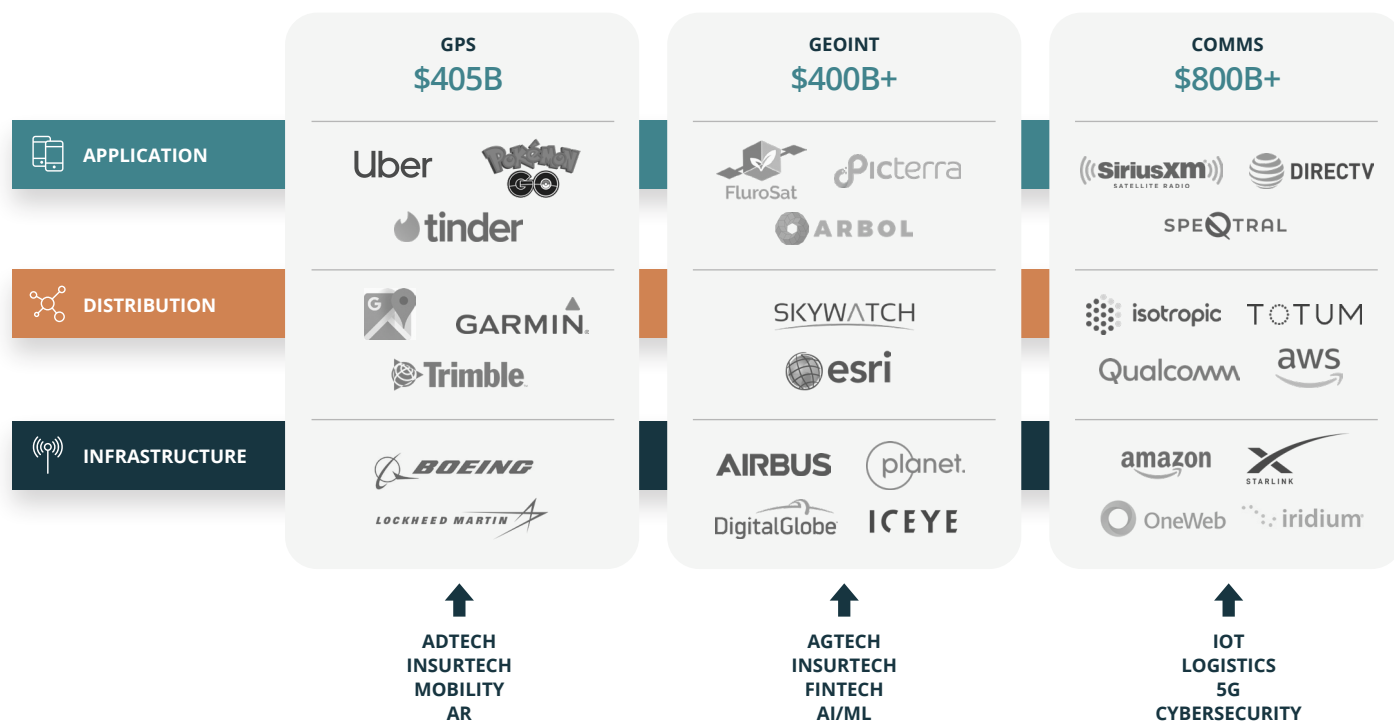 GPS
$405B
GEOINT
$400B+
COMMS
$800B+
APPLICATION
Uber
POKÉMON
GO
tinder
FluroSat
Picterra
ARBOL
SiriusXM
SATELLITE RADIO
DIRECTV
SPEQTRAL
DISTRIBUTION
G
GARMIN
Trimble
SKYWATCH
esri
isotropic
TOTUM
Qualcomm
aws
INFRASTRUCTURE
BOEING
LOCKHEED MARTIN
AIRBUS
planet.
DigitalGlobe
ICEYE
amazon
STARLINK
OneWeb
iridium
ADTECH
INSURTECH
MOBILITY
AR
AGTECH
INSURTECH
FINTECH
AI/ML
IOT
LOGISTICS
5G
CYBERSECURITY